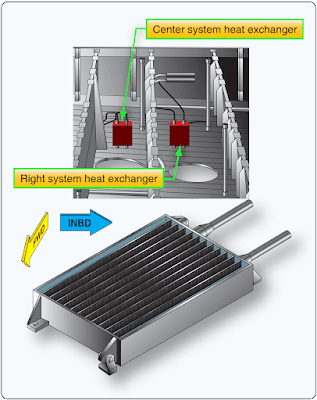 Center system heat exchanger
Right system heat exchanger
FWD
INBD